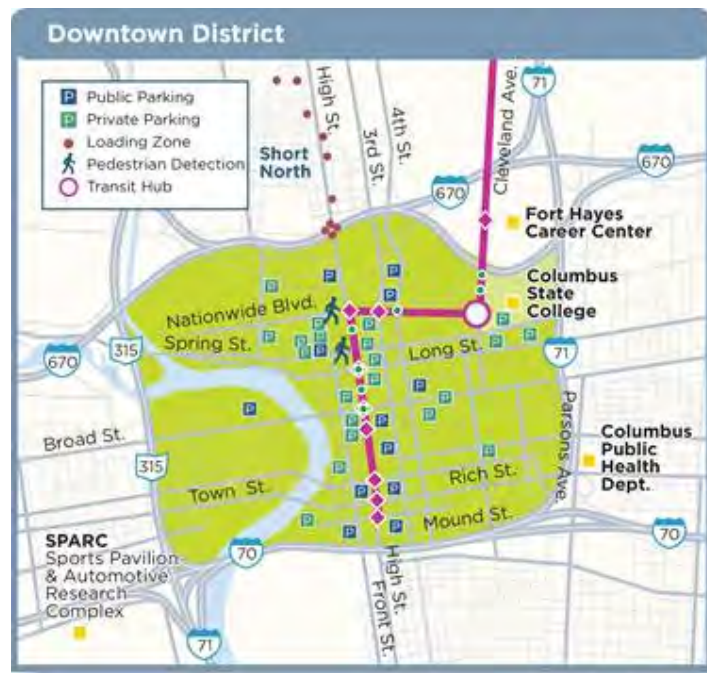 Downtown District
P Public Parking
P Private Parking
Loading Zone
Pedestrian Detection
Transit Hub
High St.
3rd St.
4th St.
Cleveland Ave.
71
670
670
Short
North
Fort Hayes
Career Center
Columbus
State
College
Nationwide Blvd.
Spring St.
Long St.
315
670
71
Broad St.
Parsons Ave.
Columbus
Public
Health
Dept.
315
Town St.
Rich St.
Mound St.
SPARC
Sports Pavilion
& Automotive
Research
Complex
70
70
High St.
Front St.
71